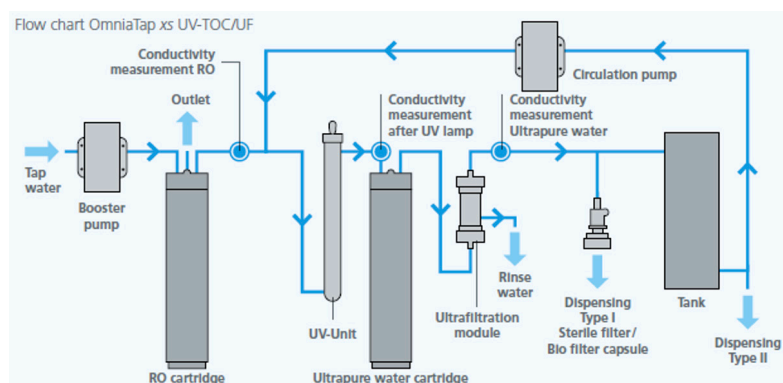 Flow chart OmniaTap xs UV-TOC/UF
Conductivity
measurement RO
Circulation pump
Outlet
Conductivity
measurement
after UV lamp
Conductivity
measurement
Ultrapure water
Tap
water
Booster
pump
Rinse
water
UV-Unit
Ultrafiltration
module
Dispensing
Type I
Sterile filter/
Bio filter capsule
Tank
Dispensing
Type II
RO cartridge
Ultrapure water cartridge